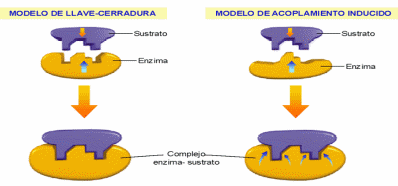 MODELO DE LLAVE-CERRADURA
Sustrato
Enzima
MODELO DE ACOPLAMIENTO INDUCIDO
Sustrato
Enzima
Complejo
enzima- sustrato